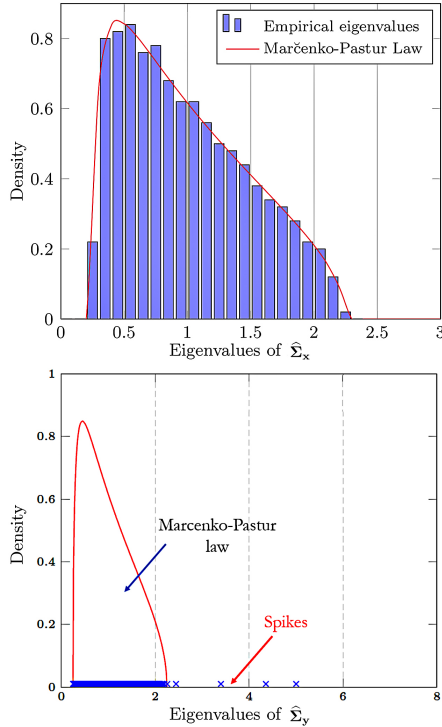 Empirical eigenvalues
Marčenko-Pastur Law
Density
0.8
0.6
0.4
0.2
0
0 0.5 1 1.5 2 2.5 3
Eigenvalues of Σ̂x
Density
1
0.8
0.6
0.4
0.2
0
Marcenko-Pastur
law
Spikes
0 2 4 6 8
Eigenvalues of Σ̂y